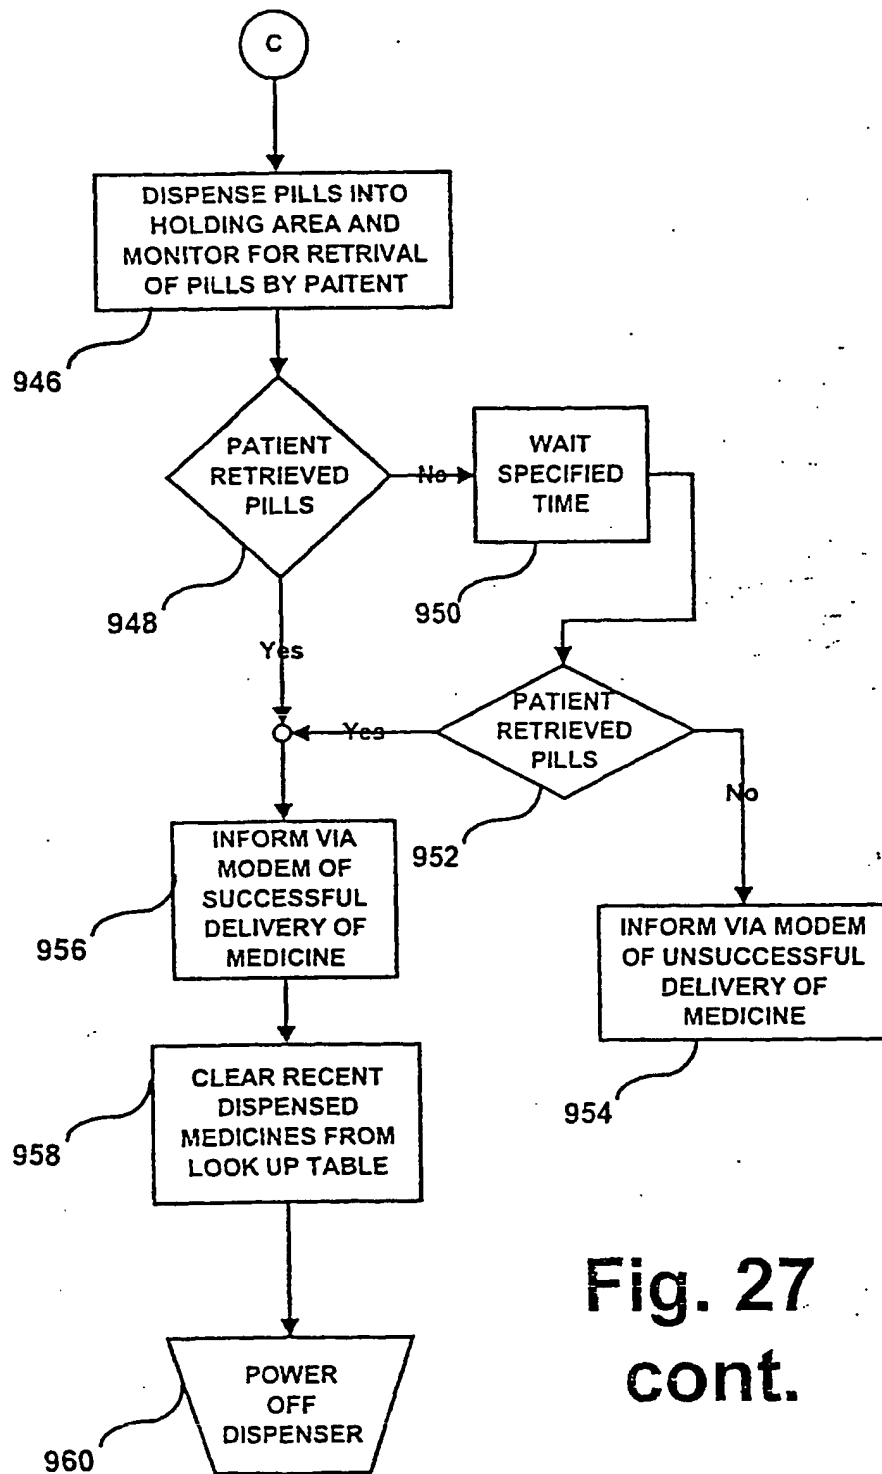 C
DISPENSE PILLS INTO
HOLDING AREA AND
MONITOR FOR RETRIVAL
OF PILLS BY PAITENT
946
PATIENT
RETRIEVED
PILLS
948
No
WAIT
SPECIFIED
TIME
950
Yes
PATIENT
RETRIEVED
PILLS
952
Yes
No
INFORM VIA
MODEM OF
SUCCESSFUL
DELIVERY OF
MEDICINE
956
INFORM VIA MODEM
OF UNSUCCESSFUL
DELIVERY OF
MEDICINE
954
CLEAR RECENT
DISPENSED
MEDICINES FROM
LOOK UP TABLE
958
POWER
OFF
DISPENSER
960
Fig. 27
cont.